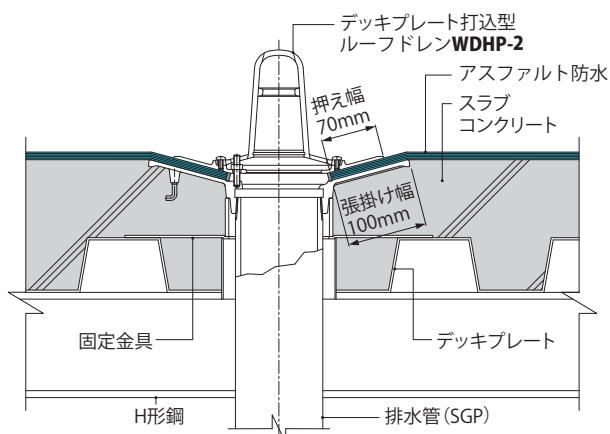 デッキプレート打込型
ルーフドレンWDHP-2
アスファルト防水
押え幅
70mm
スラブ
コンクリート
張掛け幅
100mm
固定金具
デッキプレート
H形鋼
排水管(SGP)